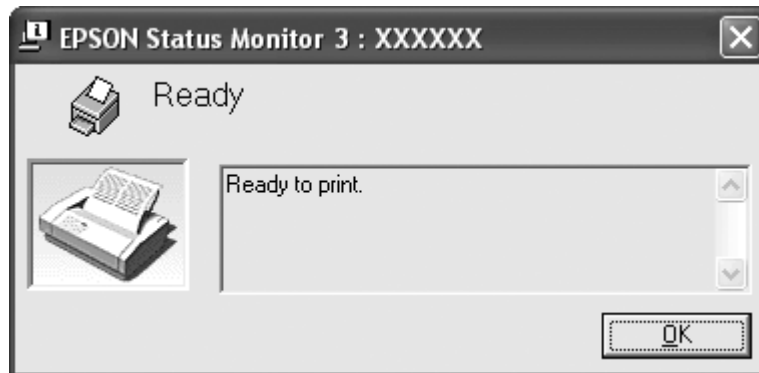 EPSON Status Monitor 3 : XXXXXX
Ready
Ready to print.
OK